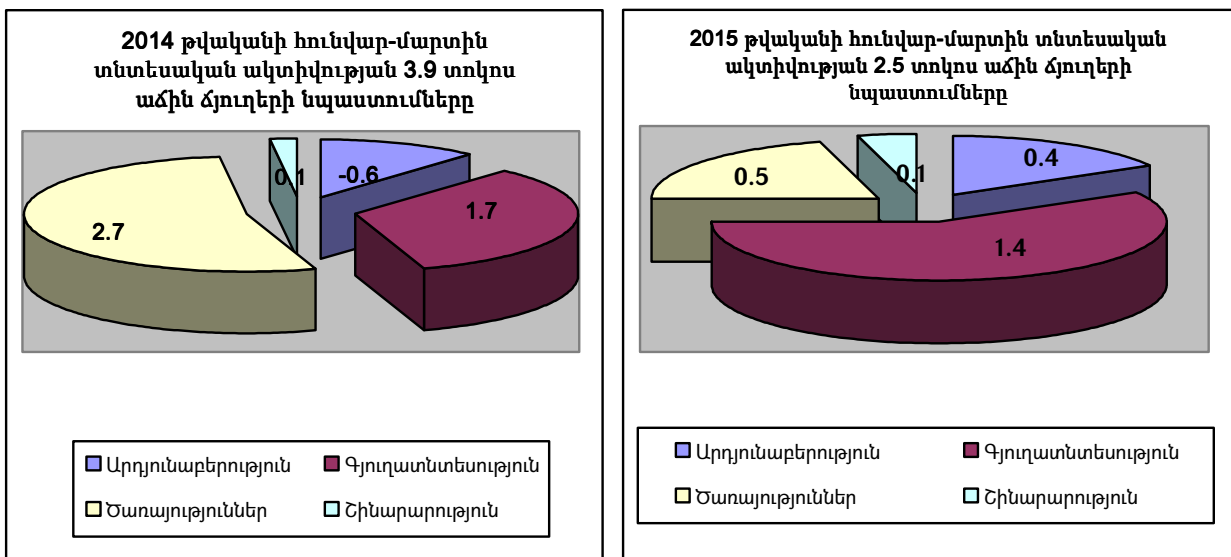 2014 թվականի հունվար-մարտին
տնտեսական ակտիվության 3.9 տոկոս
աճին ճյուղերի նպաստումները
0.1
-0.6
1.7
2.7
Արդյունաբերություն
Գյուղատնտեսություն
Ծառայություններ
Շինարարություն
2015 թվականի հունվար-մարտին տնտեսական
ակտիվության 2.5 տոկոս աճին ճյուղերի
նպաստումները
0.5
0.1
0.4
1.4
Արդյունաբերություն
Գյուղատնտեսություն
Ծառայություններ
Շինարարություն